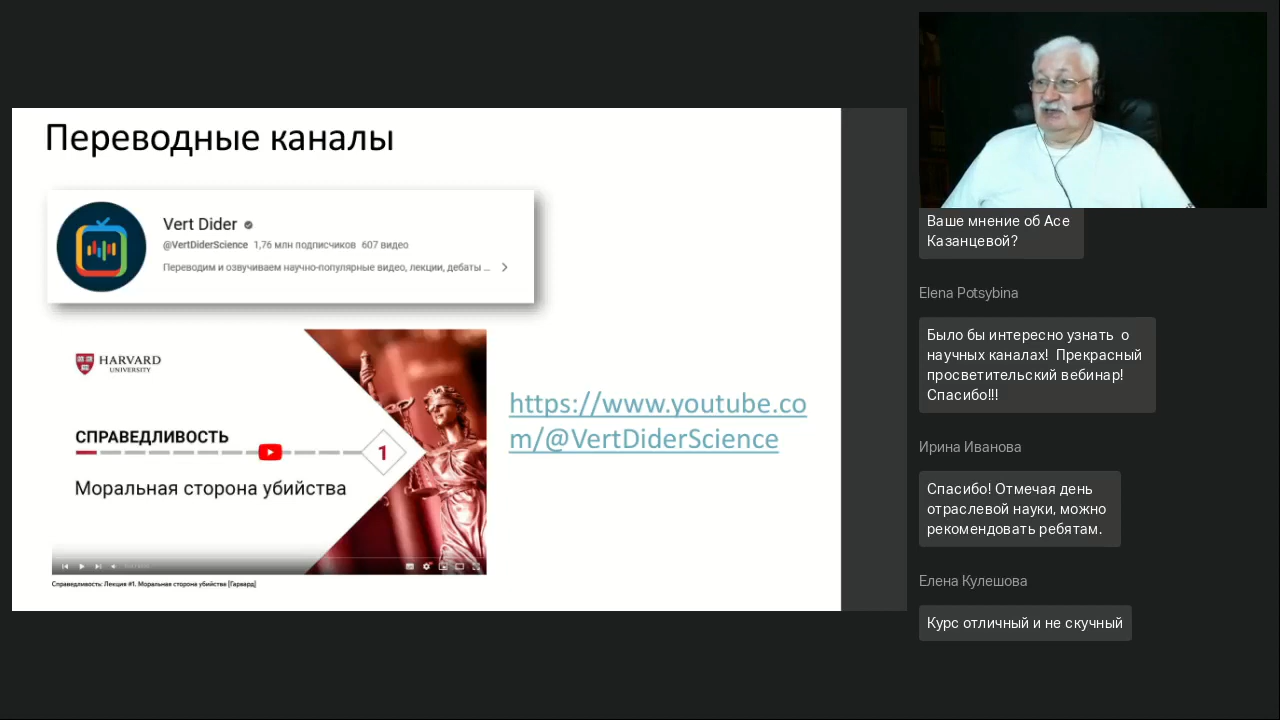 Переводные каналы
Vert Dider
@VertDiderScience 1,76 млн подписчиков 607 видео
Переводим и озвучиваем научно-популярные видео, лекции, дебаты ...
HARVARD
UNIVERSITY
СПРАВЕДЛИВОСТЬ
1
Моральная сторона убийства
Справедливость: Лекция #1. Моральная сторона убийства [Гарвард]
https://www.youtube.co
m/@VertDiderScience
Ваше мнение об Асе
Казанцевой?
Elena Potsybina
Было бы интересно узнать о
научных каналах! Прекрасный
просветительский вебинар!
Спасибо!!!
Ирина Иванова
Спасибо! Отмечая день
отраслевой науки, можно
рекомендовать ребятам.
Елена Кулешова
Курс отличный и не скучный